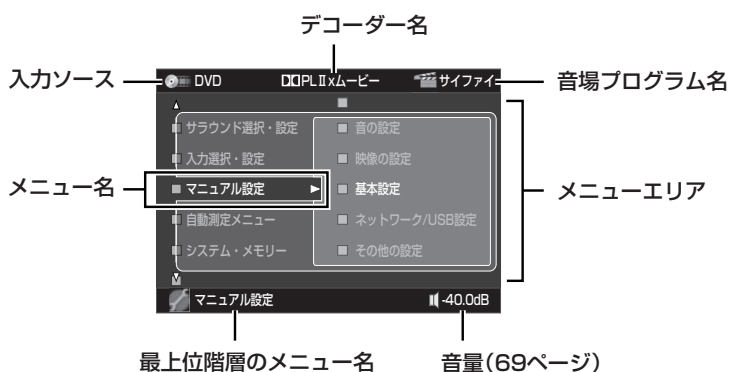 デコーダー名
入力ソース
DVD
DDPLⅡxムービー
サイファイ
音場プログラム名
サラウンド選択・設定
音の設定
入力選択・設定
映像の設定
メニュー名
マニュアル設定
基本設定
メニューエリア
自動測定メニュー
ネットワーク/USB設定
システム・メモリー
その他の設定
マニュアル設定
-40.0dB
最上位階層のメニュー名
音量(69ページ)